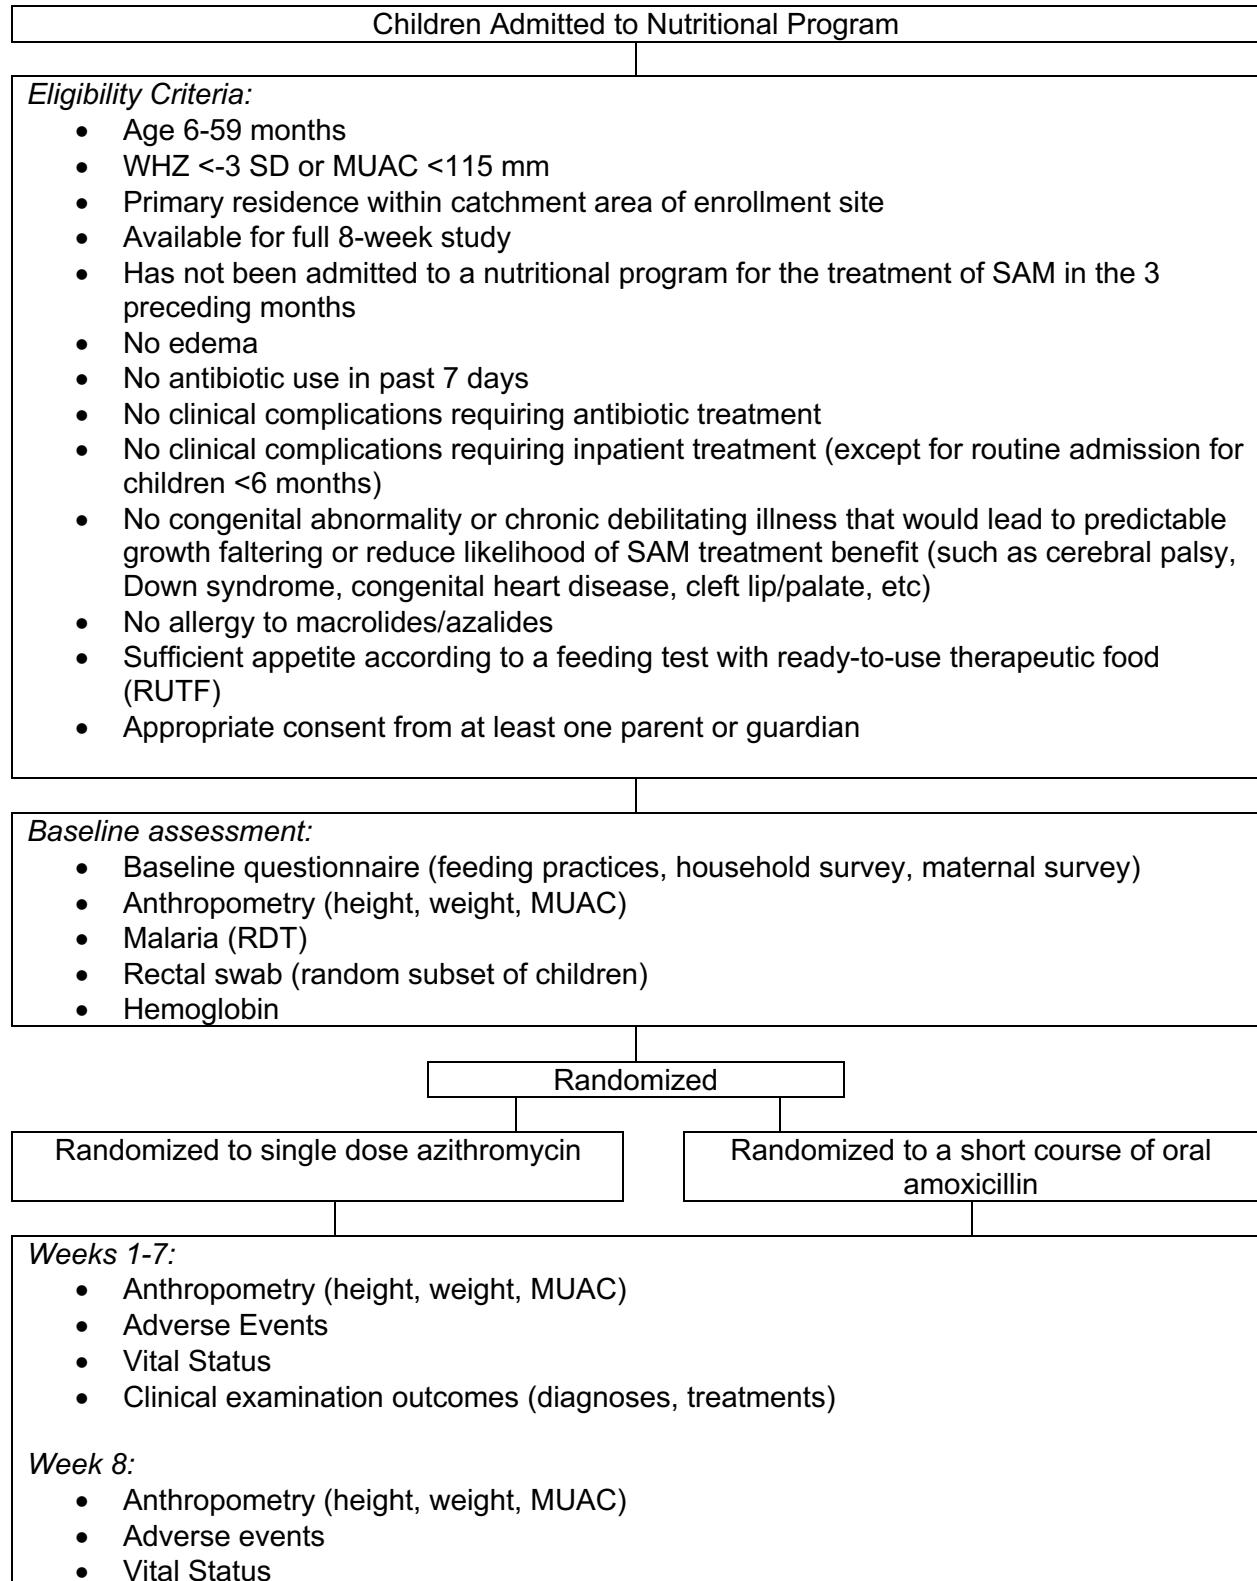 Children Admitted to Nutritional Program
Eligibility Criteria:
• Age 6-59 months
• WHZ <-3 SD or MUAC <115 mm
• Primary residence within catchment area of enrollment site
• Available for full 8-week study
• Has not been admitted to a nutritional program for the treatment of SAM in the 3
preceding months
• No edema
• No antibiotic use in past 7 days
• No clinical complications requiring antibiotic treatment
• No clinical complications requiring inpatient treatment (except for routine admission for
children <6 months)
• No congenital abnormality or chronic debilitating illness that would lead to predictable
growth faltering or reduce likelihood of SAM treatment benefit (such as cerebral palsy,
Down syndrome, congenital heart disease, cleft lip/palate, etc)
• No allergy to macrolides/azalides
• Sufficient appetite according to a feeding test with ready-to-use therapeutic food
(RUTF)
• Appropriate consent from at least one parent or guardian
Baseline assessment:
• Baseline questionnaire (feeding practices, household survey, maternal survey)
• Anthropometry (height, weight, MUAC)
• Malaria (RDT)
• Rectal swab (random subset of children)
• Hemoglobin
Randomized
Randomized to single dose azithromycin
Randomized to a short course of oral
amoxicillin
Weeks 1-7:
• Anthropometry (height, weight, MUAC)
• Adverse Events
• Vital Status
• Clinical examination outcomes (diagnoses, treatments)
Week 8:
• Anthropometry (height, weight, MUAC)
• Adverse events
• Vital Status